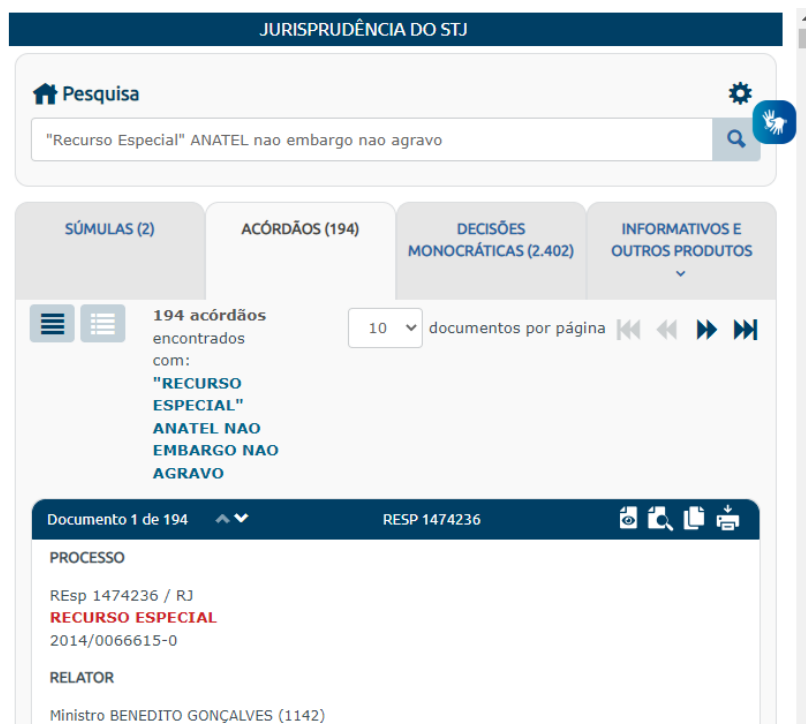 JURISPRUDÊNCIA DO STJ
Pesquisa
"Recurso Especial" ANATEL nao embargo nao agravo
SÚMULAS (2)
ACÓRDÃOS (194)
DECISÕES
MONOCRÁTICAS (2.402)
INFORMATIVOS E
OUTROS PRODUTOS
194 acórdãos
encontrados
com:
"RECURSO
ESPECIAL"
ANATEL NAO
EMBARGO NAO
AGRAVO
10 documentos por página
Documento 1 de 194 RESP 1474236
PROCESSO
REsp 1474236 / RJ
RECURSO ESPECIAL
2014/0066615-0
RELATOR
Ministro BENEDITO GONÇALVES (1142)